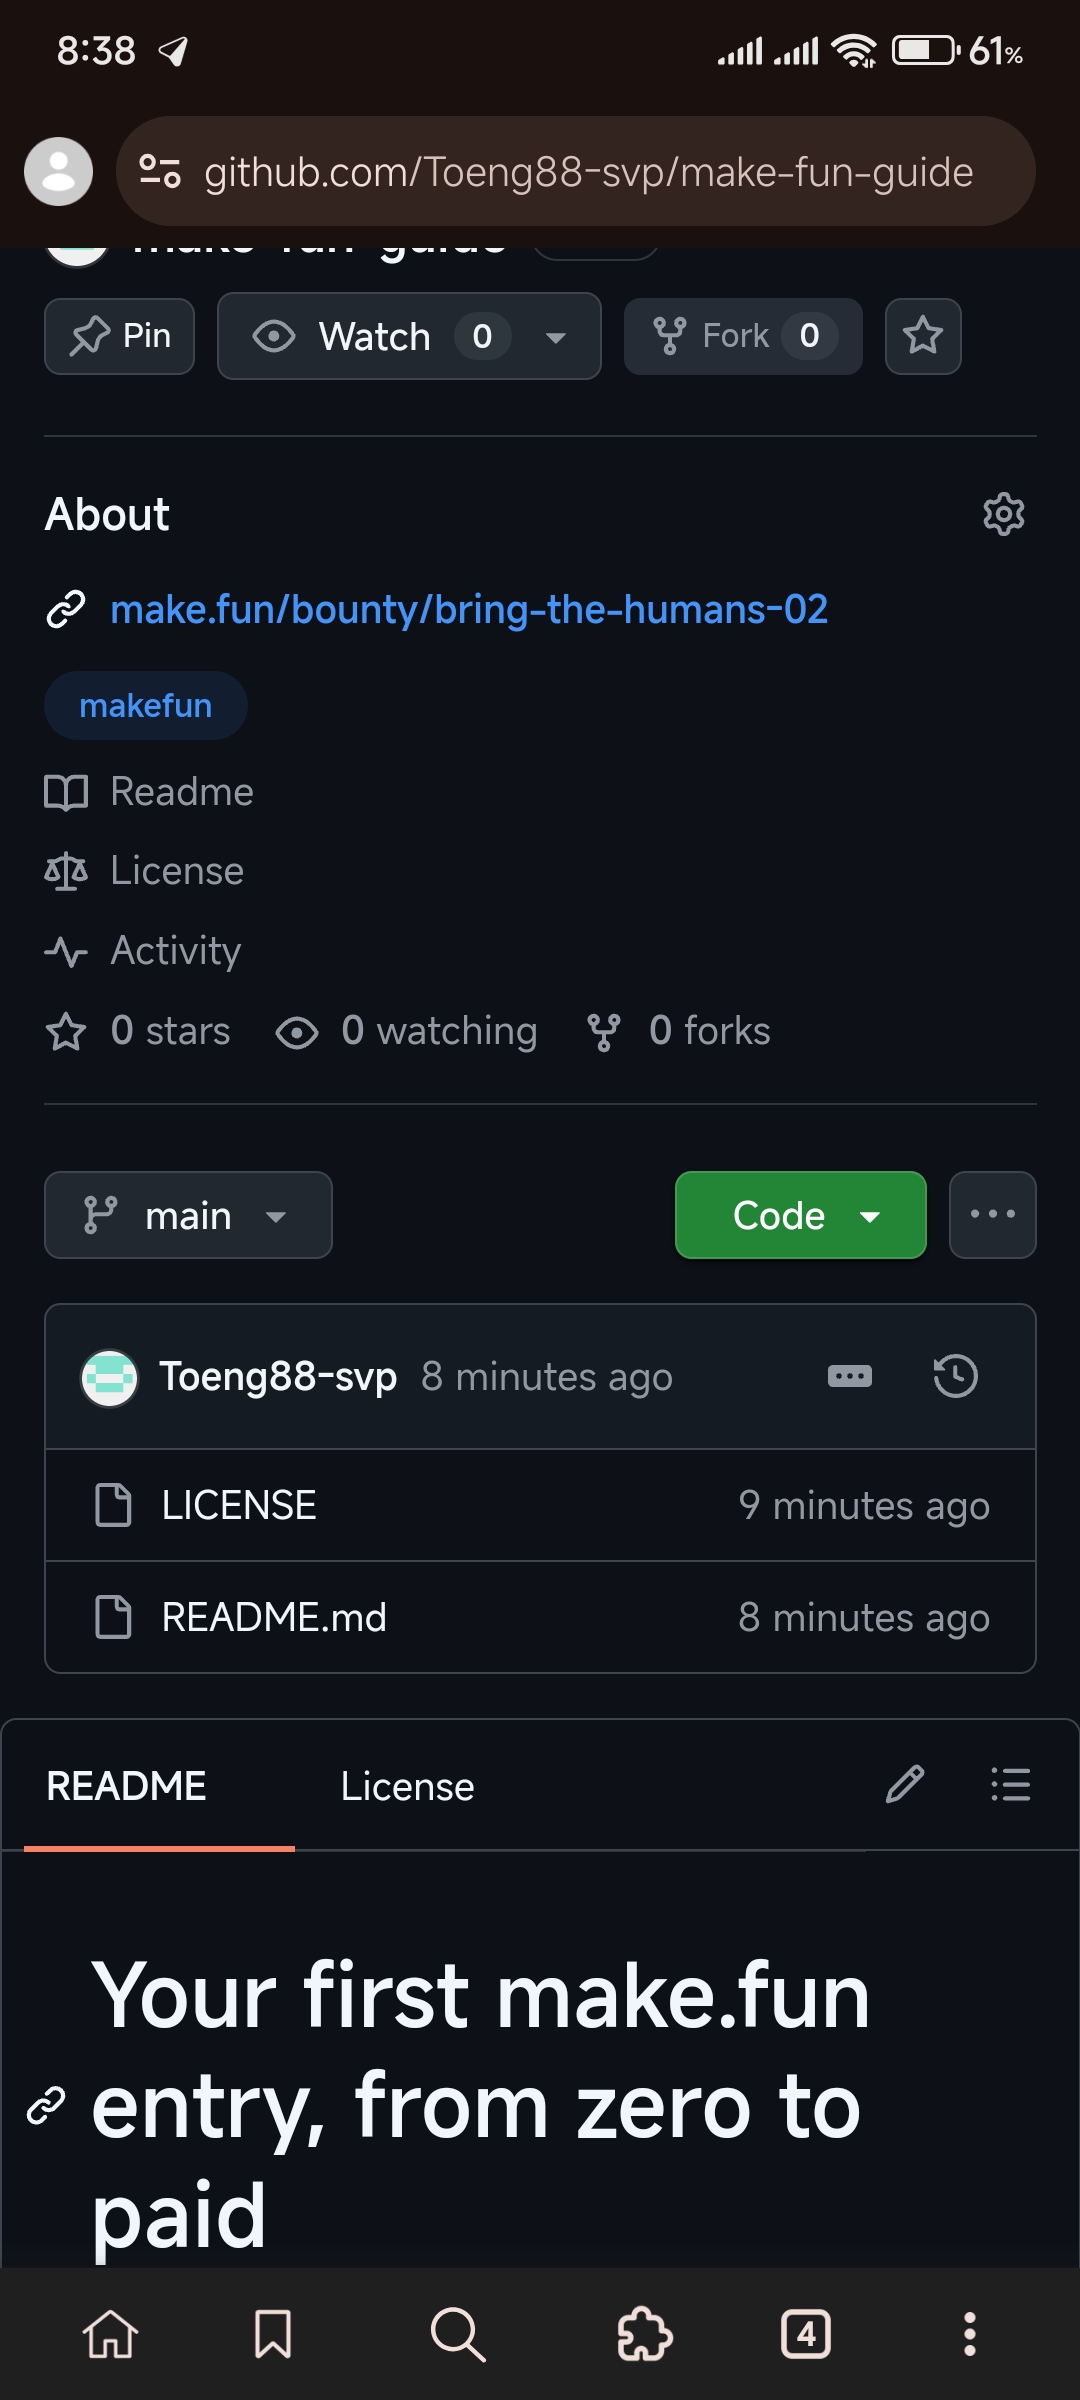 8:38 61%
github.com/Toeng88-svp/make-fun-guide
make-fun-guide
Pin Watch 0 Fork 0
About
make.fun/bounty/bring-the-humans-02
makefun
Readme
License
Activity
0 stars 0 watching 0 forks
main Code
Toeng88-svp 8 minutes ago
LICENSE 9 minutes ago
README.md 8 minutes ago
README License
Your first make.fun
entry, from zero to
paid
4